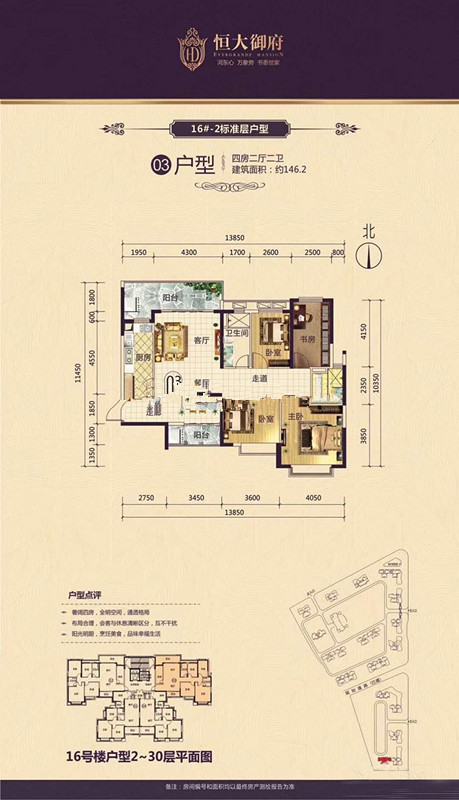 恒大御府
EVERGRANDE MANSION
河东心 万象旁 书香世家
16#-2标准层户型
03 户型
四房二厅二卫
建筑面积：约146.2
北
13850
1950 4300 1700 2600 2500 800
1800
600
4550
11450
1850
1300
1350
4150
2350
10350
3850
阳台
客厅
厨房
餐厅
卫生间
卧室
书房
走道
阳台
卧室
主卧
2750 3450 3600 4050
13850
户型点评
奢阔四房，全明空间，通透格局
布局合理，会客与休息清晰区分，互不干扰
阳光明厨，烹饪美食，品味幸福生活
16号楼户型2~30层平面图
备注：房间编号和面积均以最终房产测绘报告为准